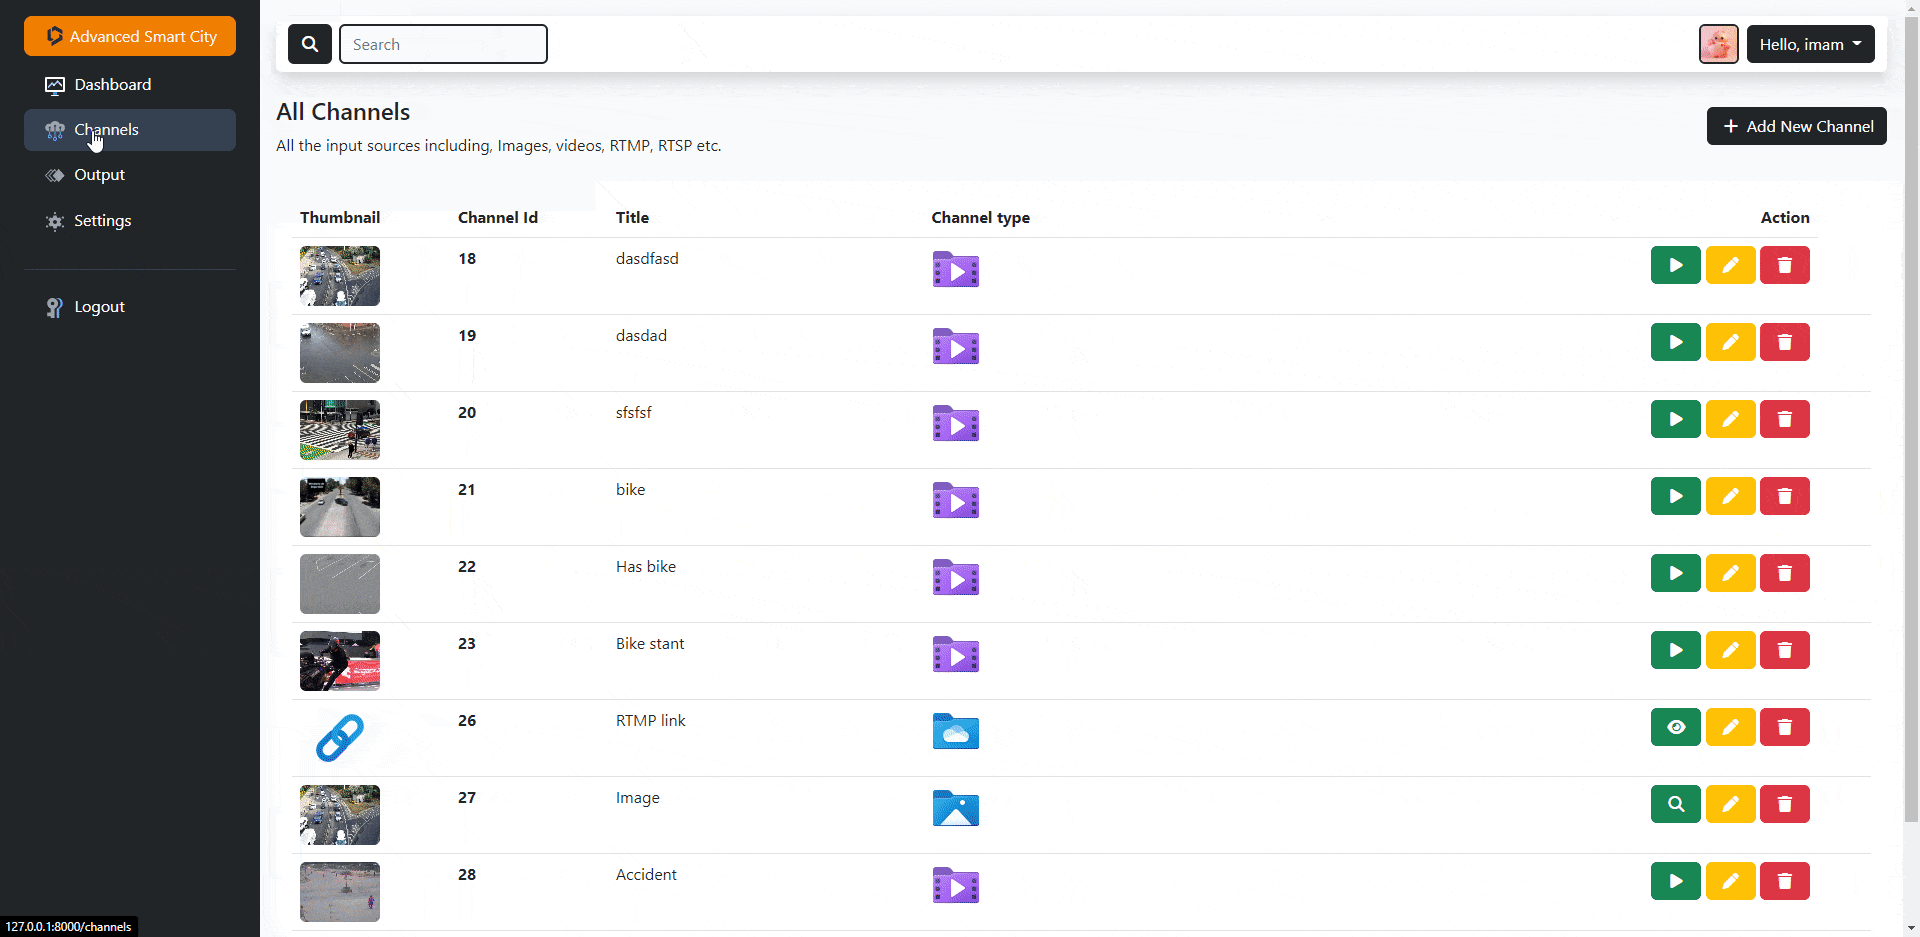 Advanced Smart City
Dashboard
Channels
Output
Settings
Logout
Search
Hello, imam
All Channels
All the input sources including, Images, videos, RTMP, RTSP etc.
Add New Channel
Thumbnail Channel Id Title Channel type Action
18 dasdfasd
19 dasdad
20 sfsfsf
21 bike
22 Has bike
23 Bike stant
26 RTMP link
27 Image
28 Accident
127.0.0.1:8000/channels